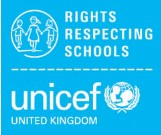 RIGHTS
RESPECTING
SCHOOLS
unicef
UNITED KINGDOM